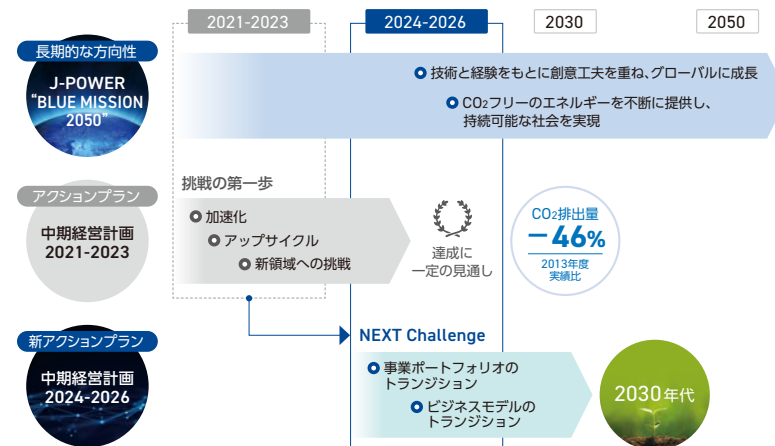 2021-2023
2024-2026
2030
2050
長期的な方向性
J-POWER
“BLUE MISSION
2050”
技術と経験をもとに創意工夫を重ね、グローバルに成長
CO2フリーのエネルギーを不断に提供し、
持続可能な社会を実現
アクションプラン
中期経営計画
2021-2023
挑戦の第一歩
加速化
アップサイクル
新領域への挑戦
達成に
一定の見通し
CO2排出量
−46%
2013年度
実績比
新アクションプラン
中期経営計画
2024-2026
NEXT Challenge
事業ポートフォリオの
トランジション
ビジネスモデルの
トランジション
2030年代